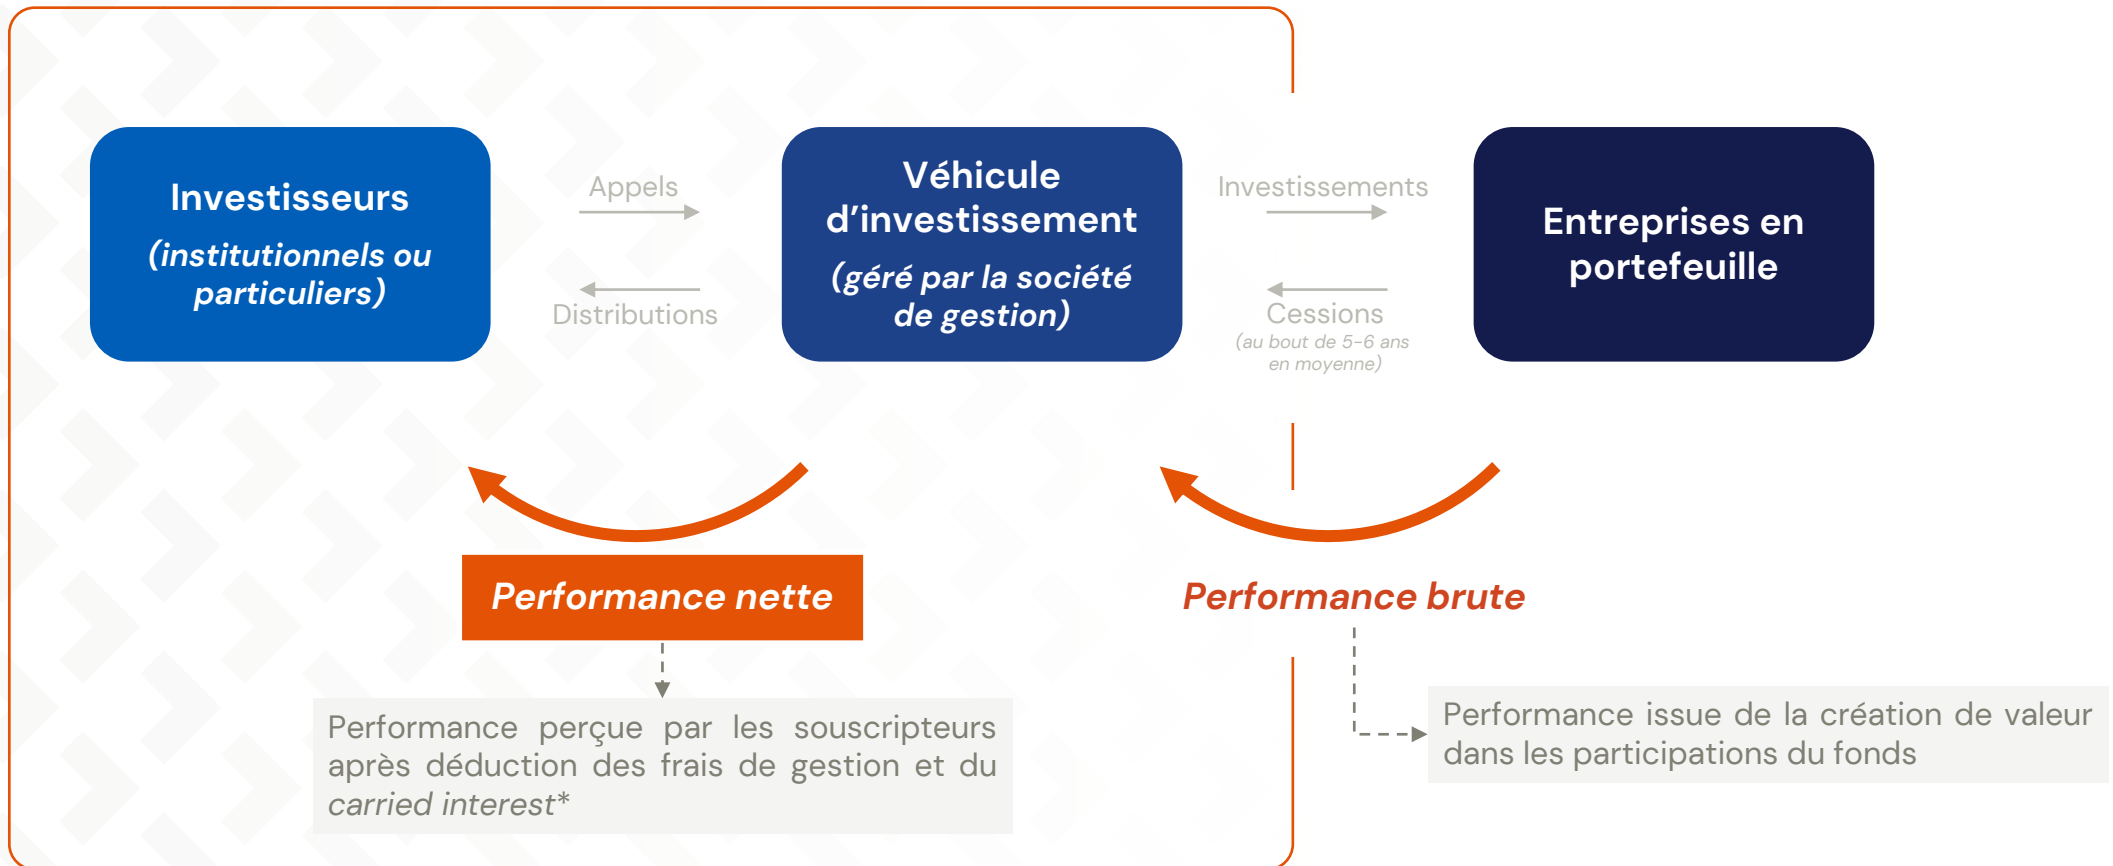 Investisseurs
(institutionnels ou
particuliers)
Appels
Distributions
Véhicule
d’investissement
(géré par la société
de gestion)
Investissements
Cessions
(au bout de 5-6 ans
en moyenne)
Entreprises en
portefeuille
Performance nette
Performance brute
Performance perçue par les souscripteurs
après déduction des frais de gestion et du
carried interest*
Performance issue de la création de valeur
dans les participations du fonds